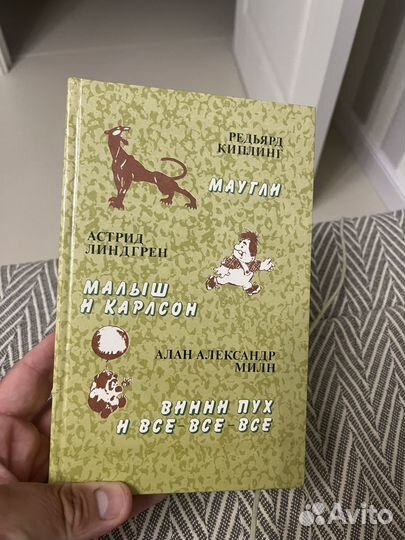 РЕДЬЯРД
КИПЛИНГ
МАУГЛИ
АСТРИД
ЛИНДГРЕН
МАЛЫШ
И КАРЛСОН
АЛАН АЛЕКСАНДР
МИЛН
ВИННИ ПУХ
И ВСЕ-ВСЕ-ВСЕ
Avito